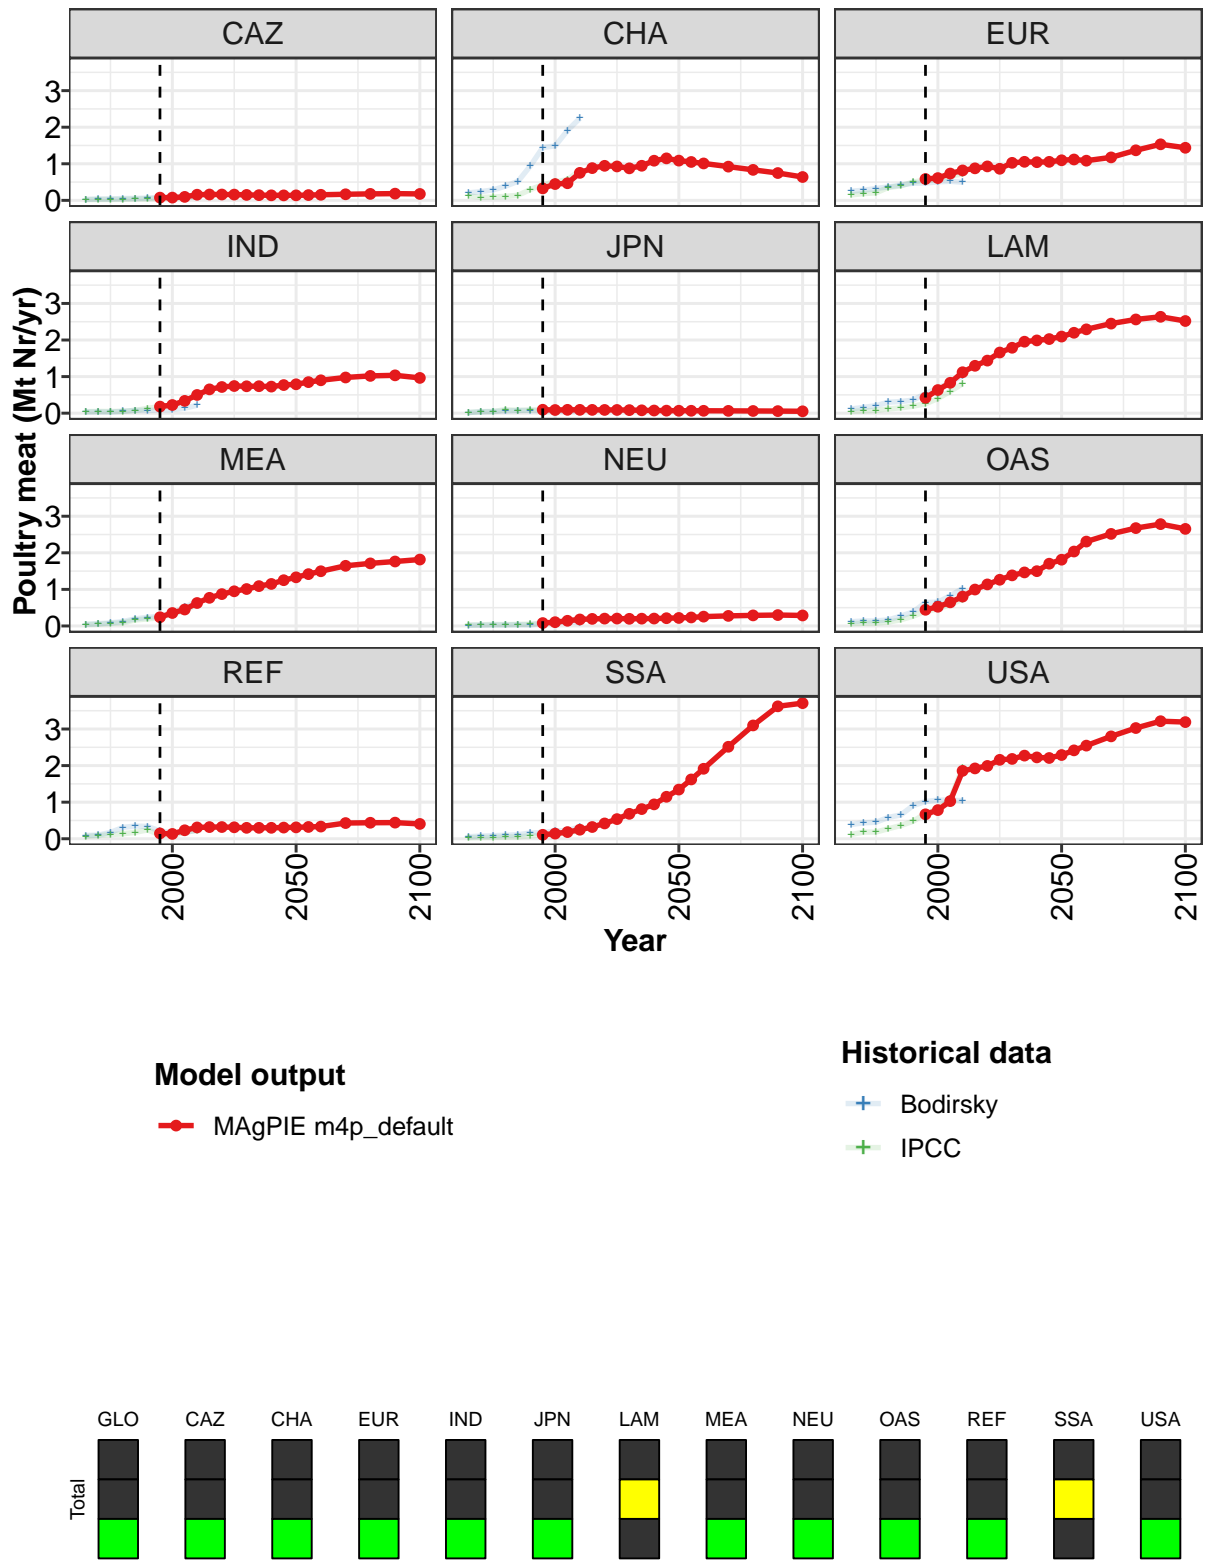 CAZ CHA EUR
3
2
1
0
IND JPN LAM
3
2
1
0
MEA NEU OAS
3
2
1
0
REF SSA USA
3
2
1
0
Poultry meat (Mt Nr/yr)
2000 2050 2100 2000 2050 2100 2000 2050 2100
Year
Model output
MAgPIE m4p_default
Historical data
Bodirsky
IPCC
GLO CAZ CHA EUR IND JPN LAM MEA NEU OAS REF SSA USA
Total